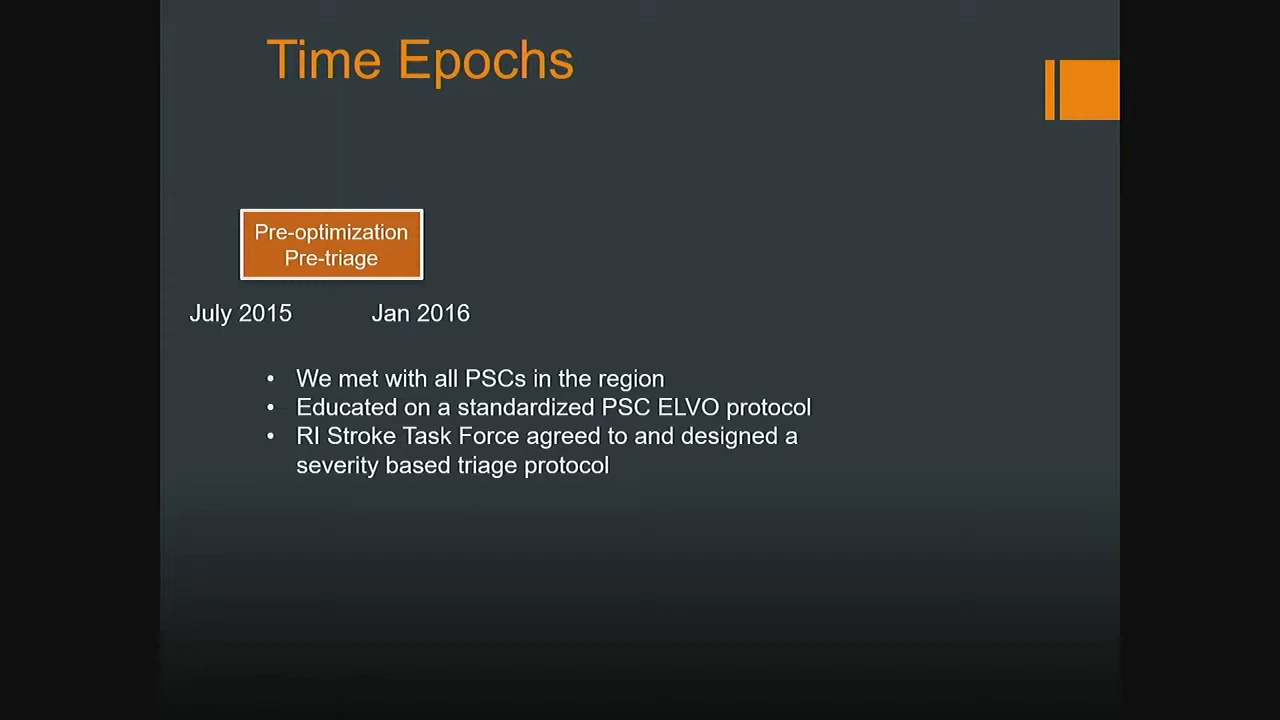 Time Epochs
Pre-optimization
Pre-triage
July 2015
Jan 2016
• We met with all PSCs in the region
• Educated on a standardized PSC ELVO protocol
• RI Stroke Task Force agreed to and designed a
severity based triage protocol